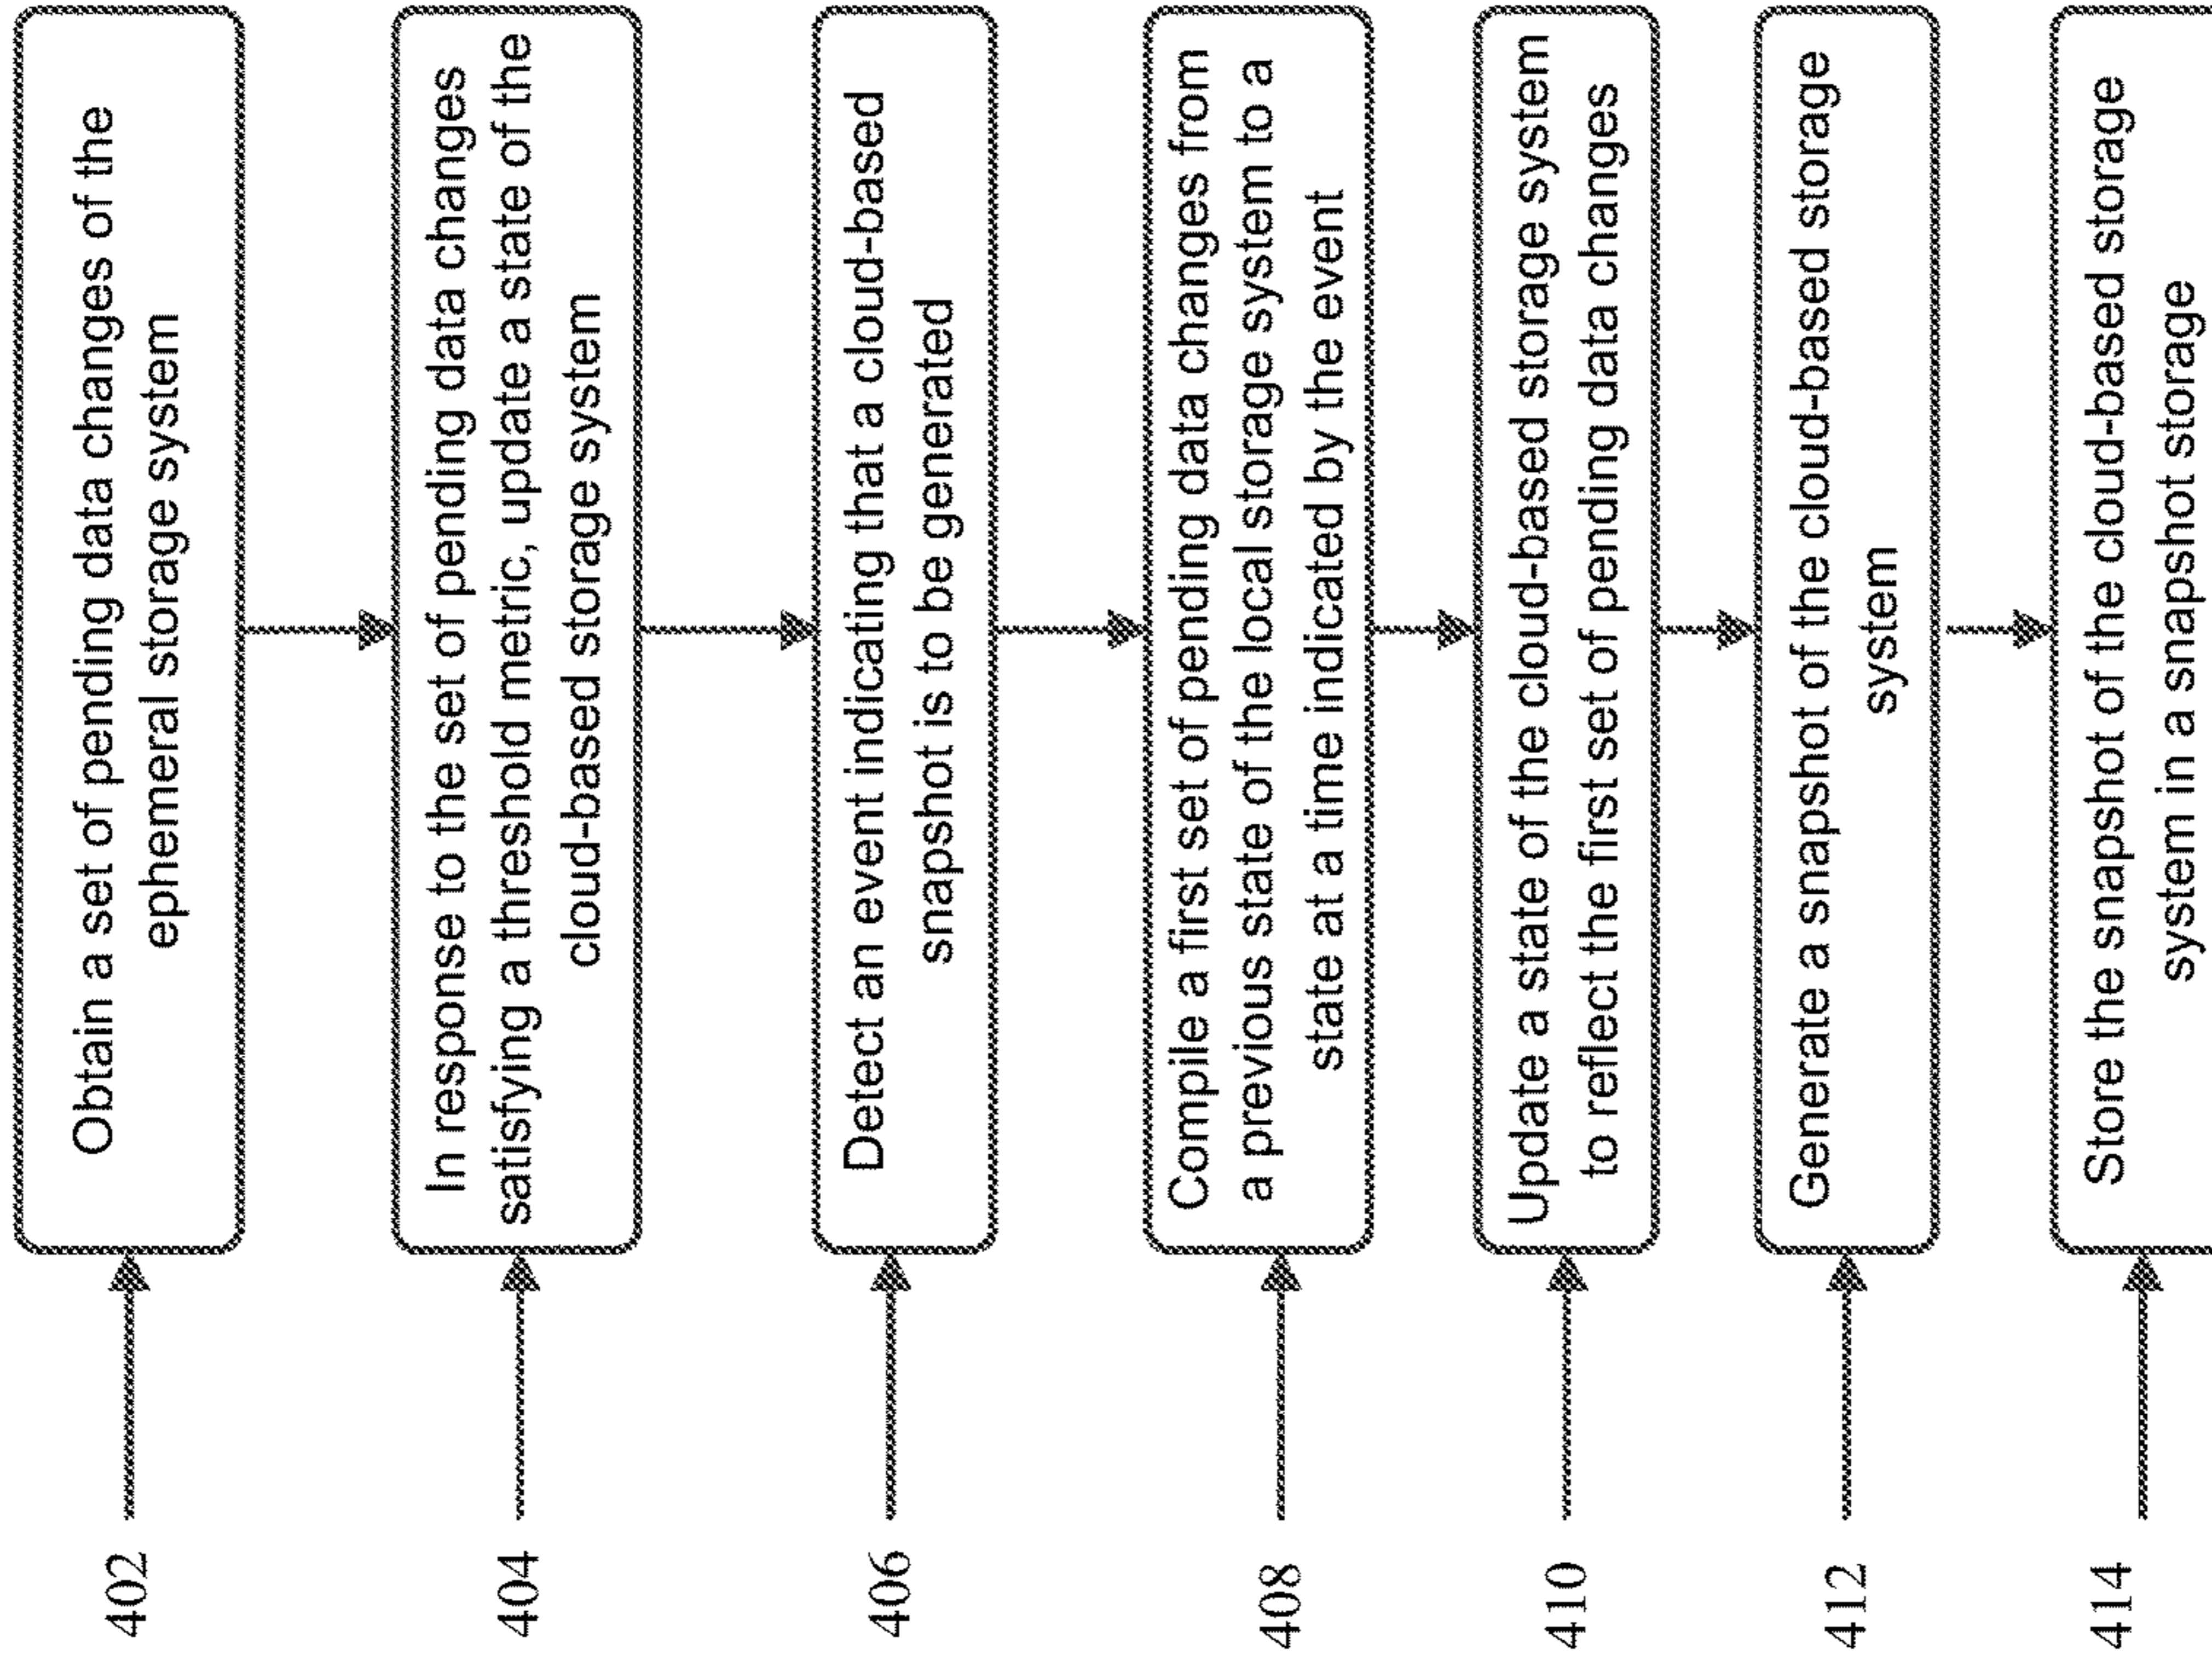 402
Obtain a set of pending data changes of the
ephemeral storage system
404
In response to the set of pending data changes
satisfying a threshold metric, update a state of the
cloud-based storage system
406
Detect an event indicating that a cloud-based
snapshot is to be generated
408
Compile a first set of pending data changes from
a previous state of the local storage system to a
state at a time indicated by the event
410
Update a state of the cloud-based storage system
to reflect the first set of pending data changes
412
Generate a snapshot of the cloud-based storage
system
414
Store the snapshot of the cloud-based storage
system in a snapshot storage